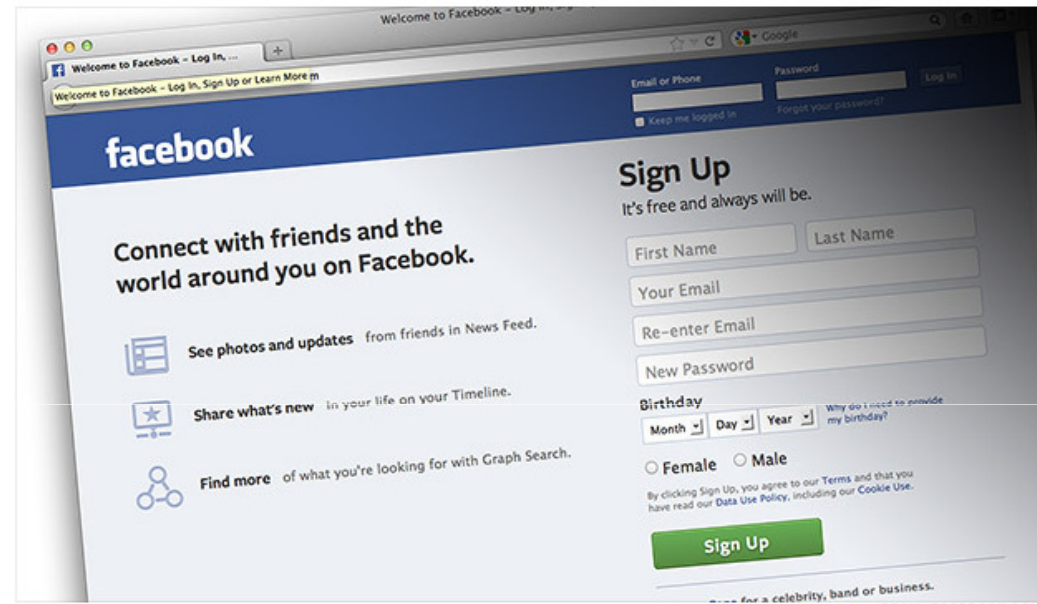 Welcome to Facebook – Log In,
Welcome to Facebook – Log In, ...
Google
Welcome to Facebook – Log In, Sign Up or Learn More
m
facebook
Email or Phone
Password
Log In
Keep me logged in
Forgot your password?
Connect with friends and the
world around you on Facebook.
See photos and updates from friends in News Feed.
Share what's new in your life on your Timeline.
Find more of what you're looking for with Graph Search.
Sign Up
It's free and always will be.
First Name
Last Name
Your Email
Re-enter Email
New Password
Birthday
Month
Day
Year
Why do I need to provide
my birthday?
Female
Male
By clicking Sign Up, you agree to our Terms and that you
have read our Data Use Policy, including our Cookie Use.
Sign Up
for a celebrity, band or business.